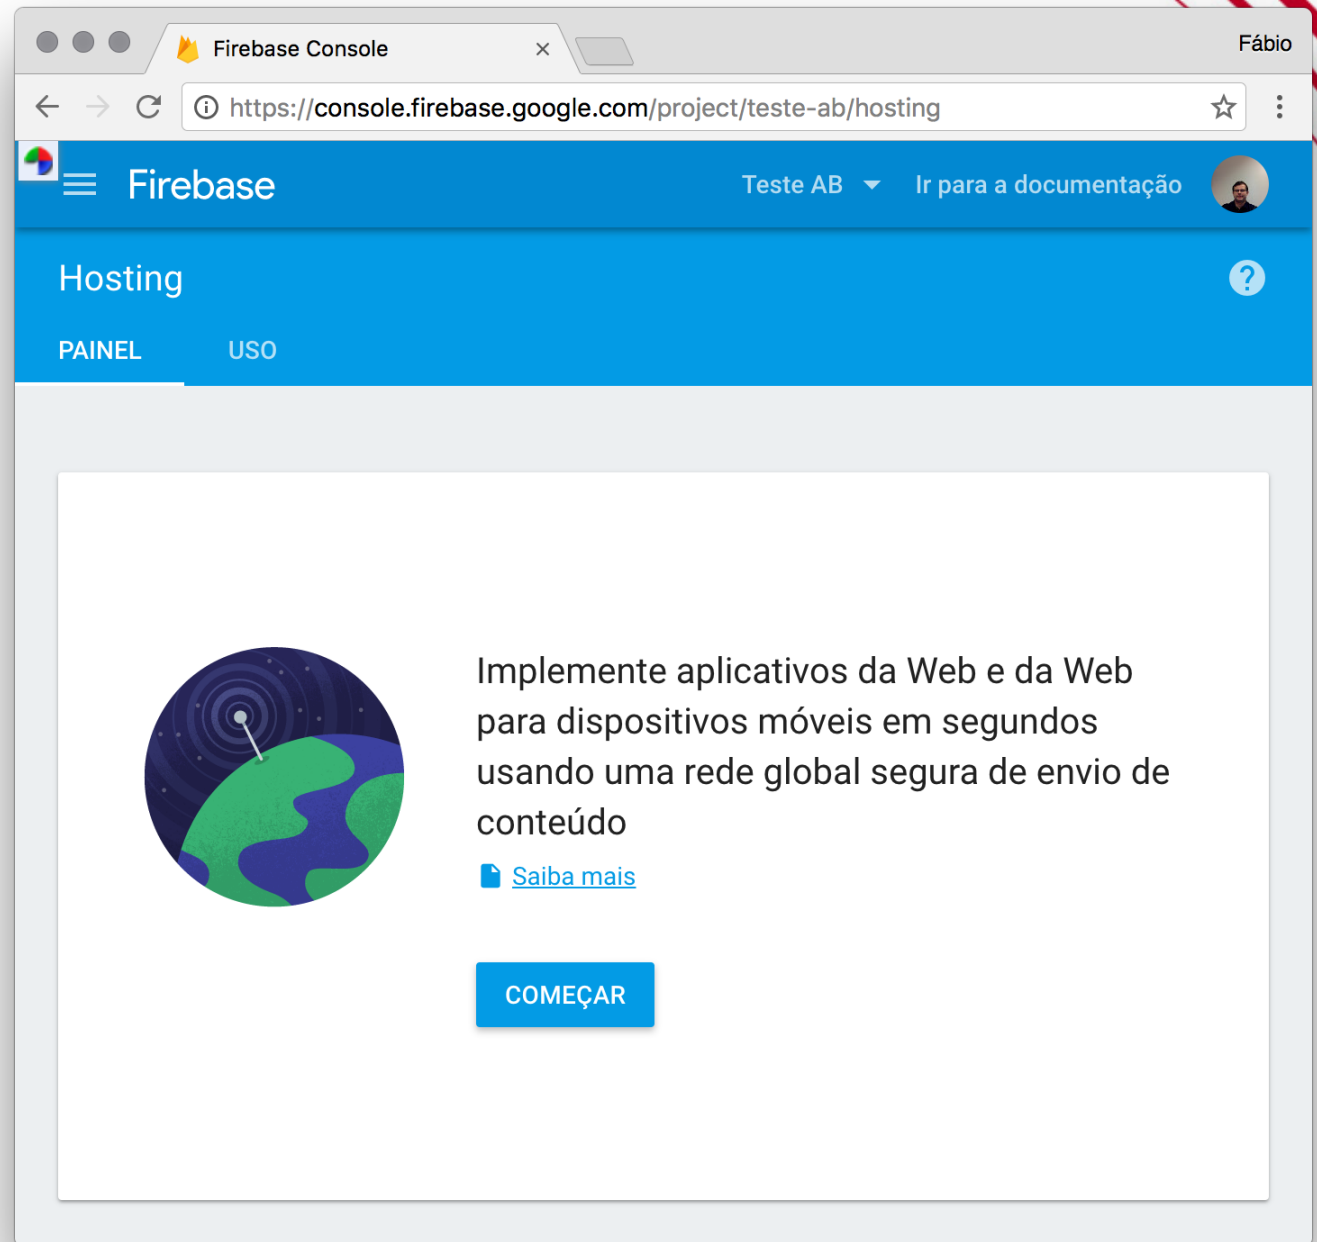 Firebase Console
Fábio
https://console.firebase.google.com/project/teste-ab/hosting
Firebase
Teste AB
Ir para a documentação
Hosting
PAINEL
USO
Implemente aplicativos da Web e da Web
para dispositivos móveis em segundos
usando uma rede global segura de envio de
conteúdo
Saiba mais
COMEÇAR